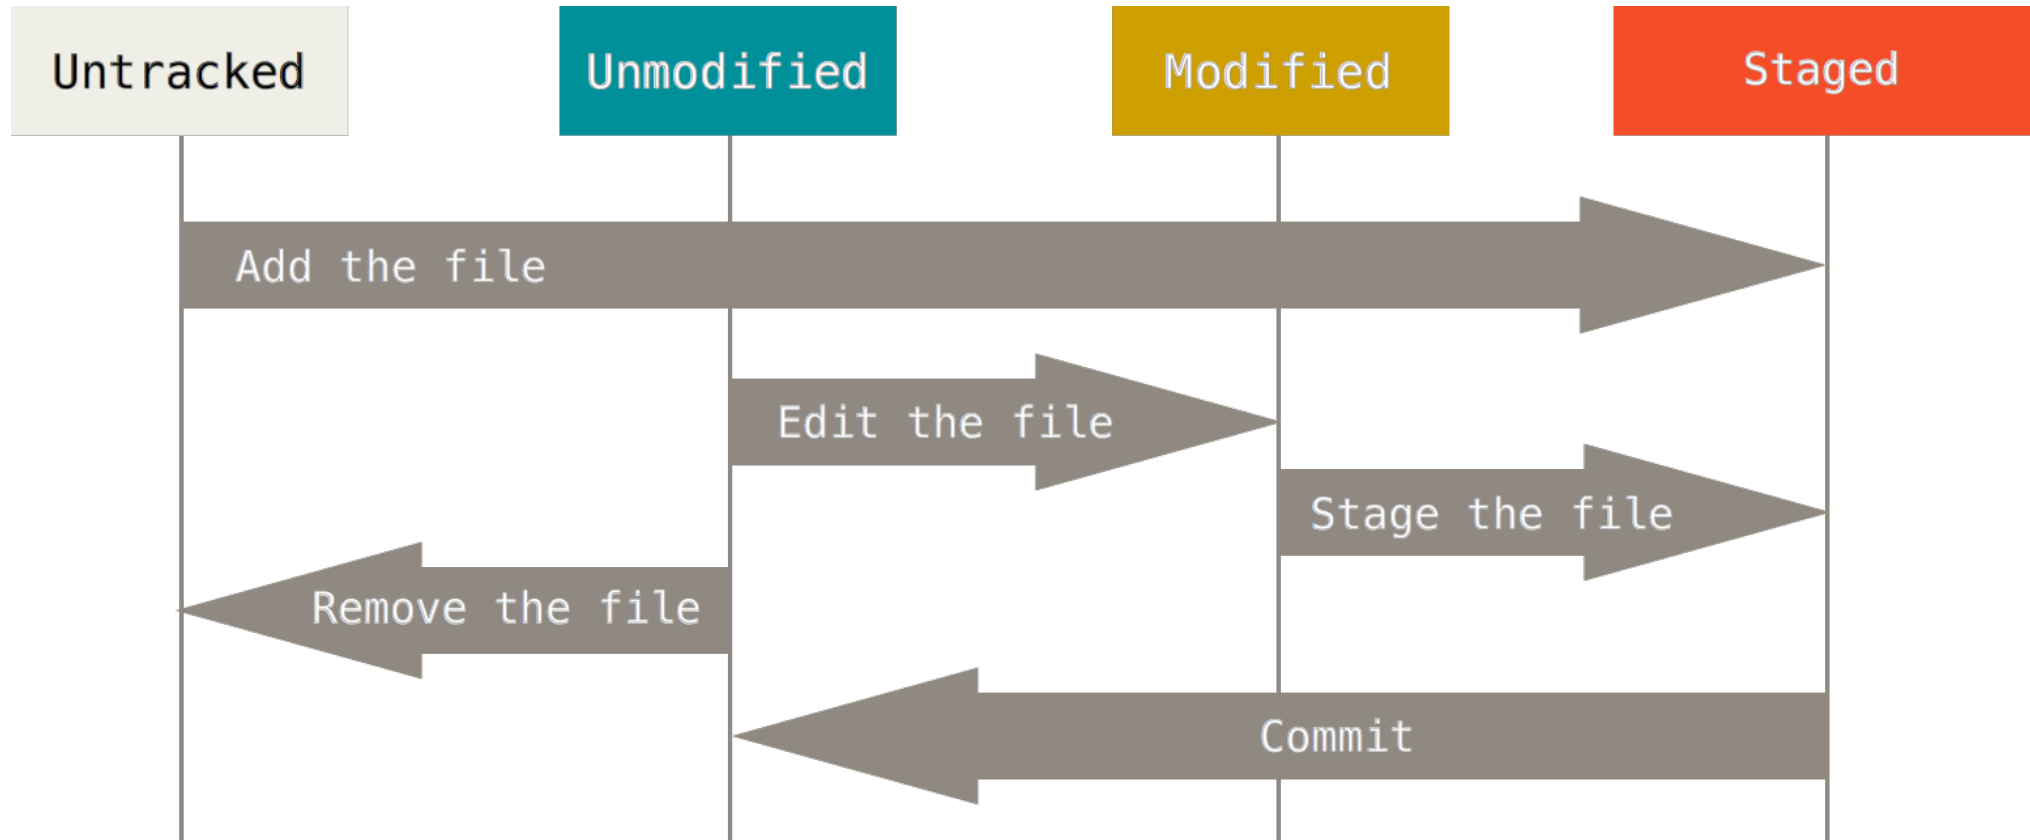 Untracked
Unmodified
Modified
Staged
Add the file
Edit the file
Stage the file
Remove the file
Commit